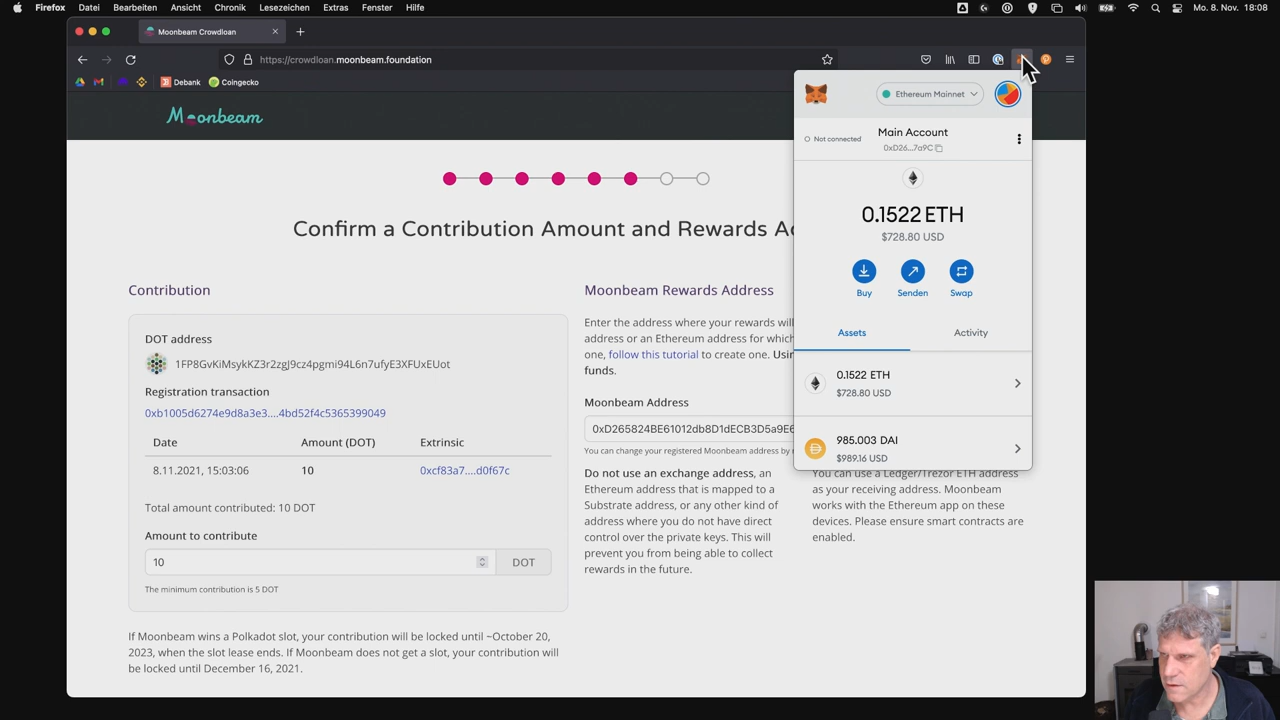 Firefox Datei Bearbeiten Ansicht Chronik Lesezeichen Extras Fenster Hilfe Mo. 8. Nov. 18:08
Moonbeam Crowdloan
https://crowdloan.moonbeam.foundation
Debank Coingecko
Moonbeam
Confirm a Contribution Amount and Rewards
Contribution
DOT address
1FP8GvKiMsykKZ3r2zgJ9cz4pgmi94L6n7ufyE3XFUxEUot
Registration transaction
0xb1005d6274e9d8a3e3....4bd52f4c5365399049
Date Amount (DOT) Extrinsic
8.11.2021, 15:03:06 10 0xcf83a7....d0f67c
Total amount contributed: 10 DOT
Amount to contribute
10 DOT
The minimum contribution is 5 DOT
If Moonbeam wins a Polkadot slot, your contribution will be locked until ~October 20,
2023, when the slot lease ends. If Moonbeam does not get a slot, your contribution
will be locked until December 16, 2021.
Moonbeam Rewards Address
Enter the address where your rewards will
address or an Ethereum address for which
one, follow this tutorial to create one.
funds.
Moonbeam Address
0xD265824BE61012db8D1dECB3D5a9E6
You can change your registered Moonbeam address by
Do not use an exchange address, an
Ethereum address that is mapped to a
Substrate address, or any other kind of
address where you do not have direct
control over the private keys. This will
prevent you from being able to collect
rewards in the future.
You can use a Ledger/Trezor ETH address
as your receiving address. Moonbeam
works with the Ethereum app on these
devices. Please ensure smart contracts are
enabled.
Ethereum Mainnet
Not connected
Main Account
0xD26...7a9C
0.1522 ETH
$728.80 USD
Buy Senden Swap
Assets Activity
0.1522 ETH
$728.80 USD
985.003 DAI
$989.16 USD